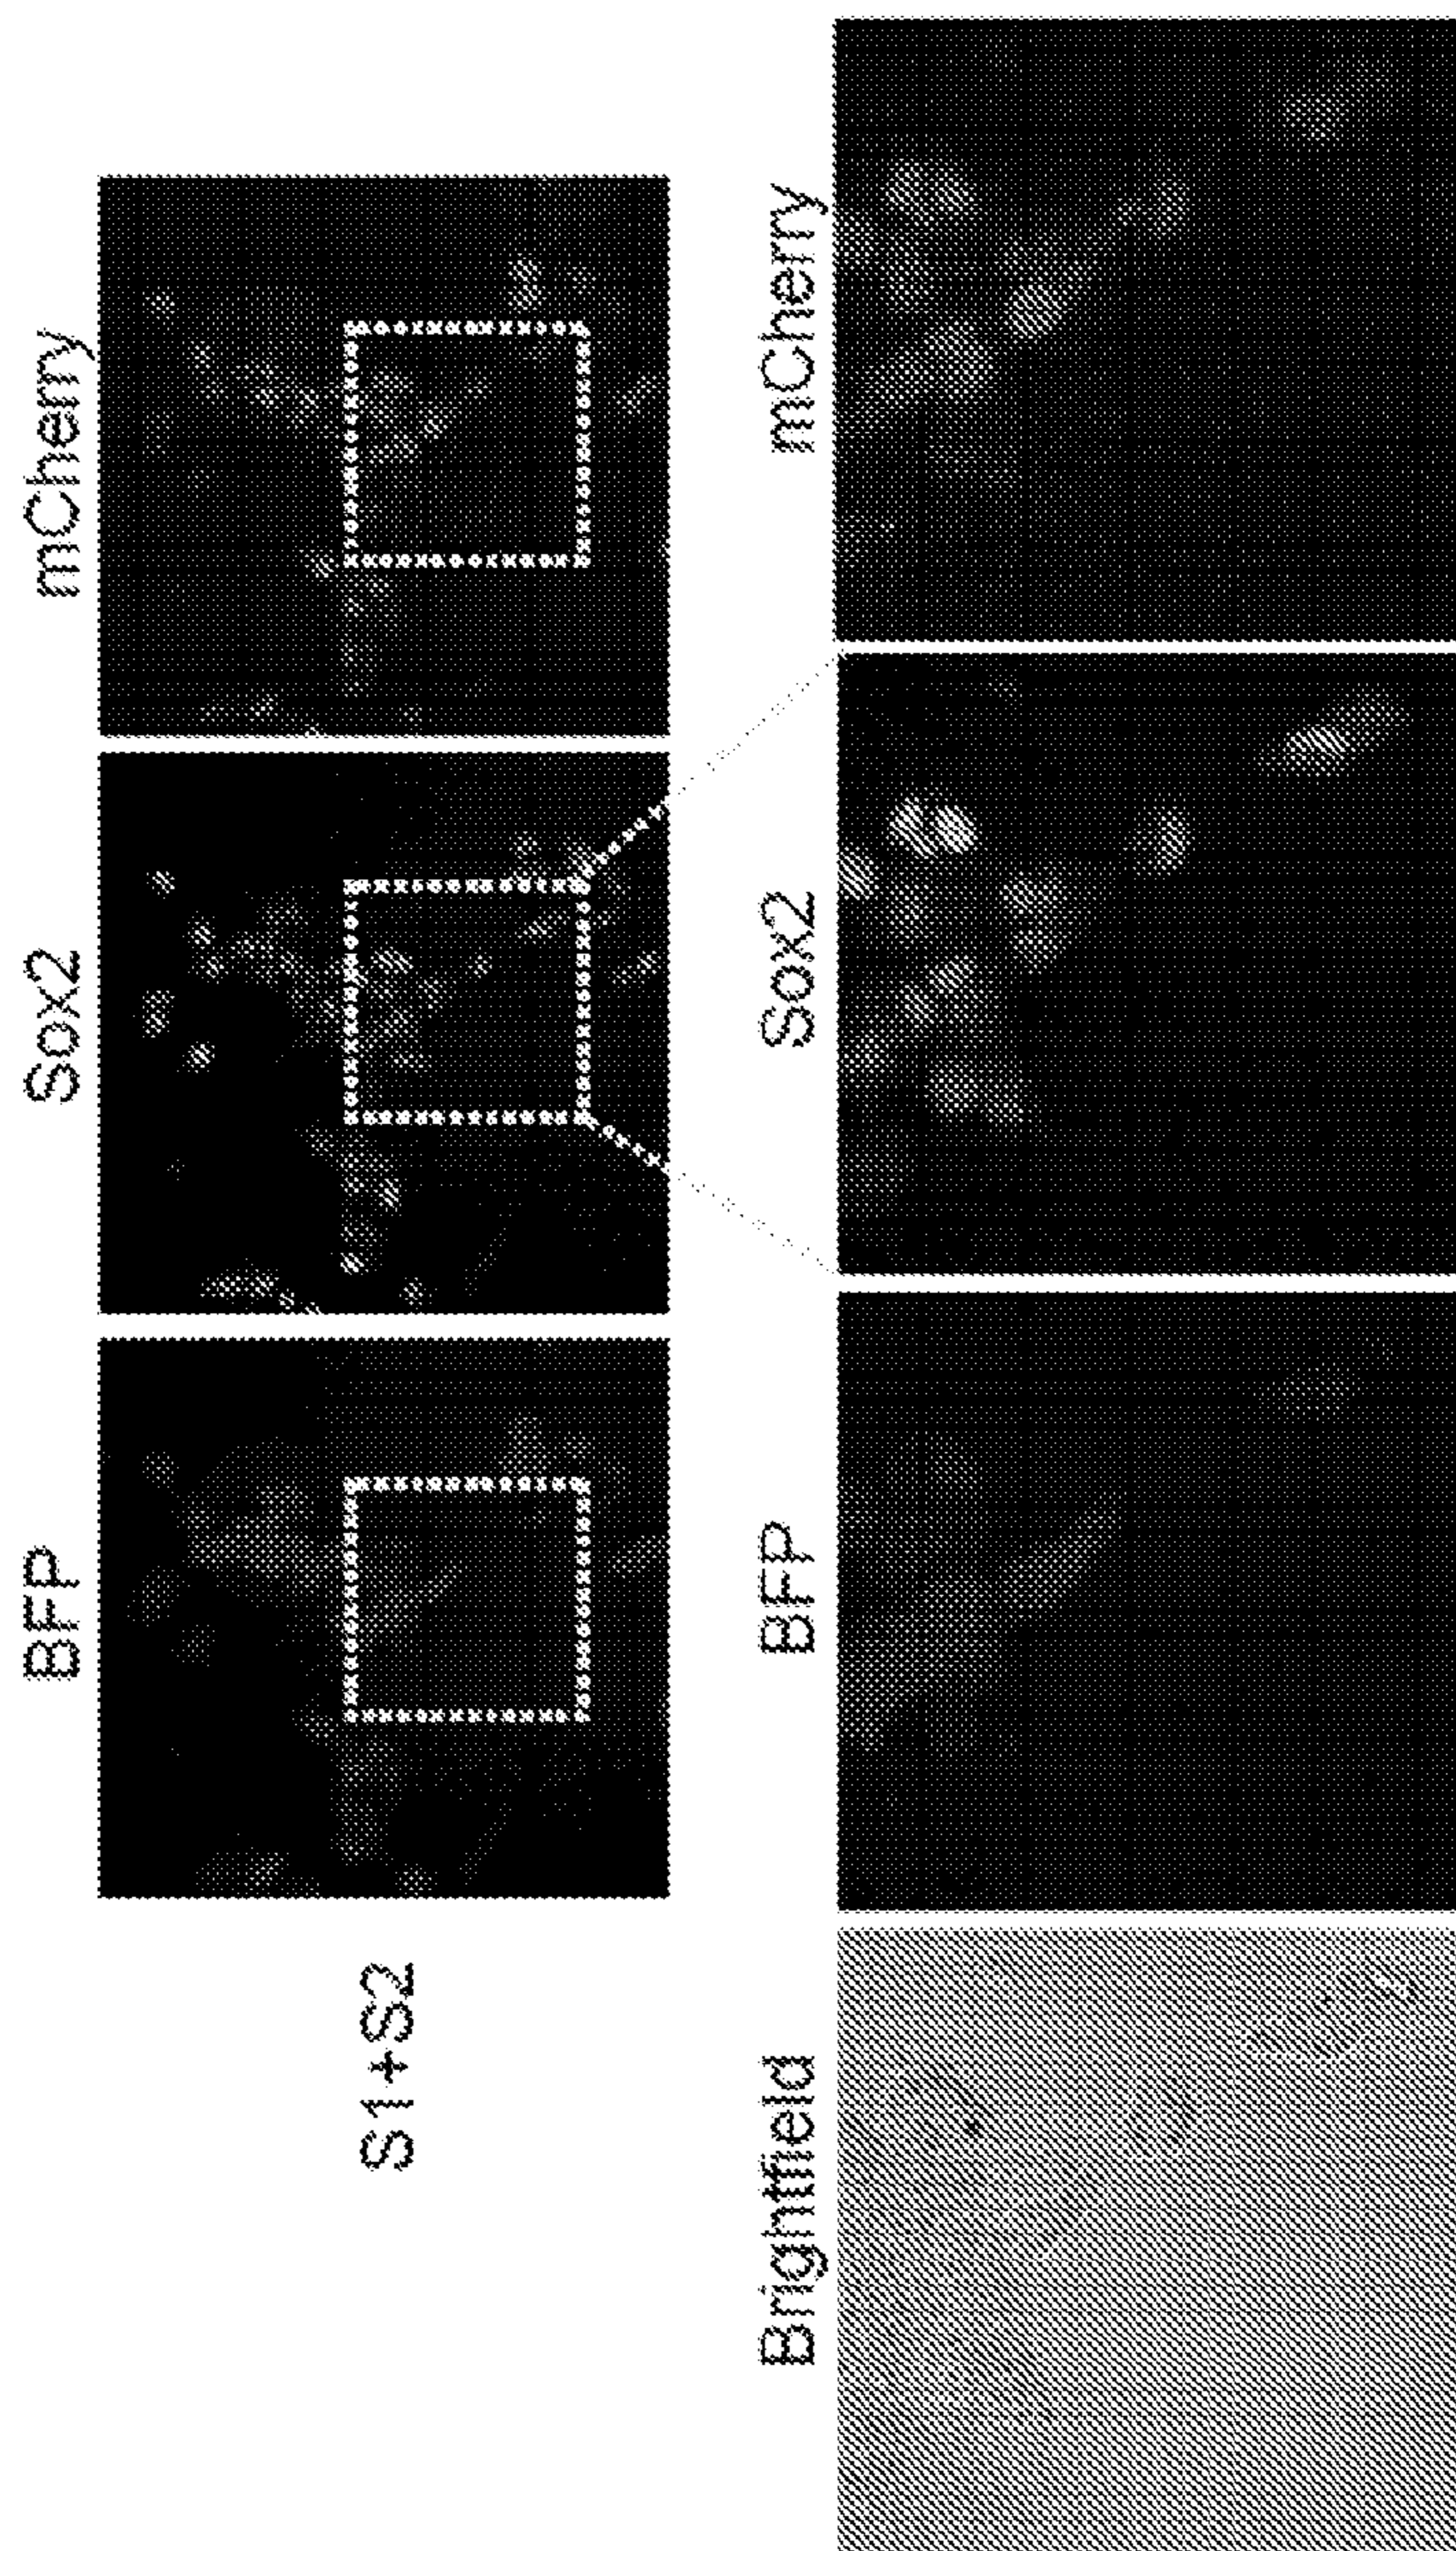 BFP
Sox2
mCherry
S1+S2
Brightfield
BFP
Sox2
mCherry